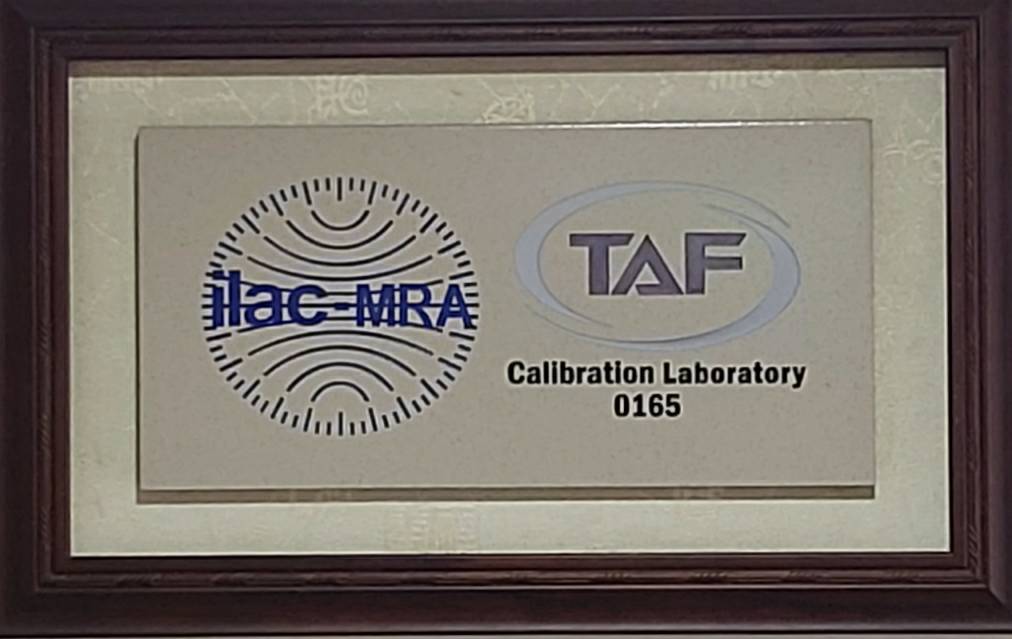 ilac-MRA
TAF
Calibration Laboratory
0165